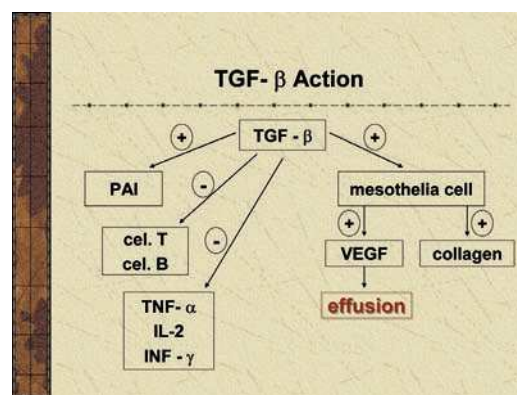 TGF- β Action
TGF - β
+
+
PAI
-
mesothelia cell
cel. T
cel. B
-
+
+
VEGF
collagen
TNF- α
IL-2
INF - γ
effusion